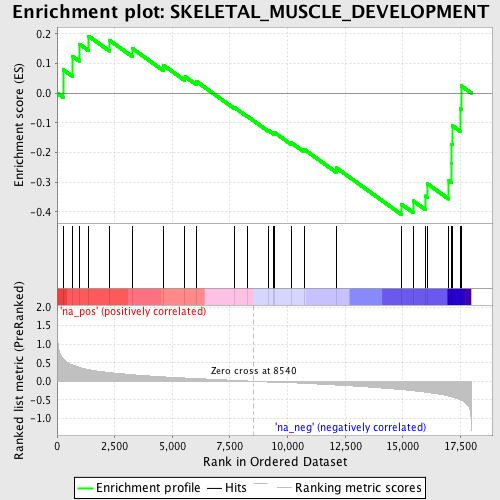 Enrichment plot: SKELETAL_MUSCLE_DEVELOPMENT
Enrichment score (ES)
0.2
0.1
0.0
-0.1
-0.2
-0.3
-0.4
'na_pos' (positively correlated)
Ranked list metric (PreRanked)
2.0
1.5
1.0
0.5
0.0
-0.5
-1.0
Zero cross at 8540
'na_neg' (negatively correlated)
0 2,500 5,000 7,500 10,000 12,500 15,000 17,500
Rank in Ordered Dataset
Enrichment profile Hits Ranking metric scores